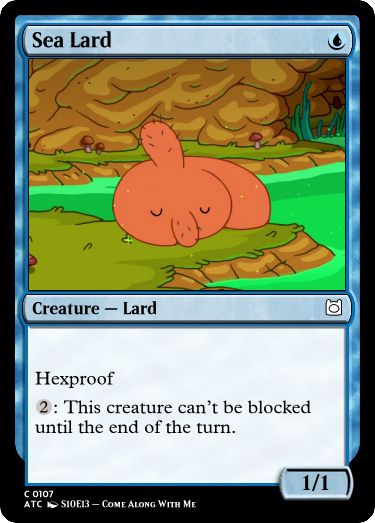 Sea Lard
Creature — Lard
Hexproof
2: This creature can't be blocked
until the end of the turn.
1/1
C 0107
ATC S10E13 – Come Along With Me